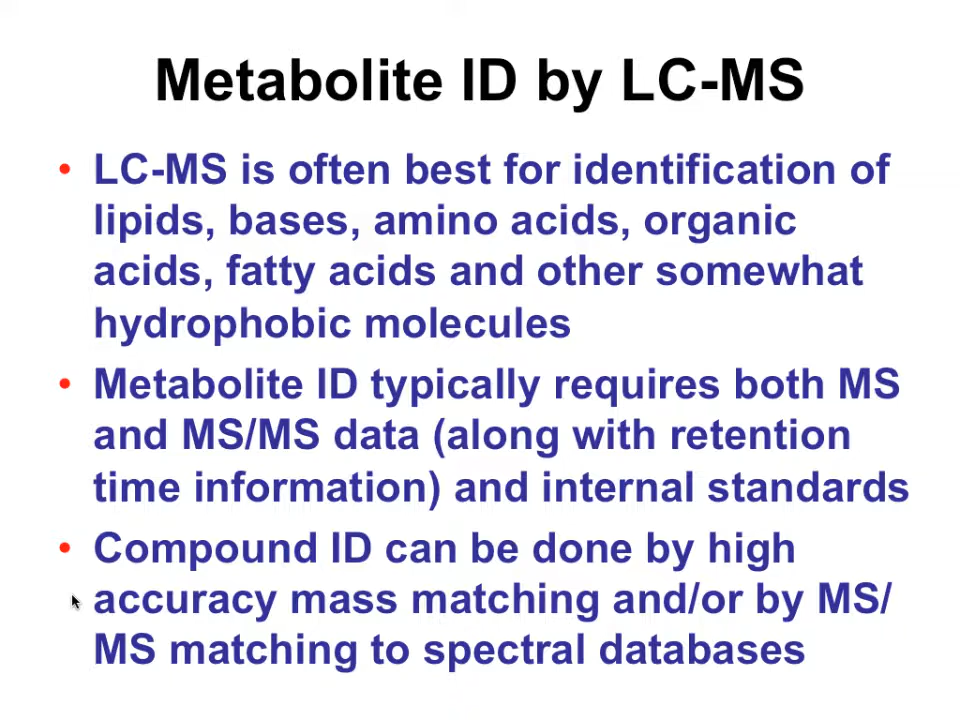 Metabolite ID by LC-MS
• LC-MS is often best for identification of
lipids, bases, amino acids, organic
acids, fatty acids and other somewhat
hydrophobic molecules
• Metabolite ID typically requires both MS
and MS/MS data (along with retention
time information) and internal standards
• Compound ID can be done by high
accuracy mass matching and/or by MS/
MS matching to spectral databases